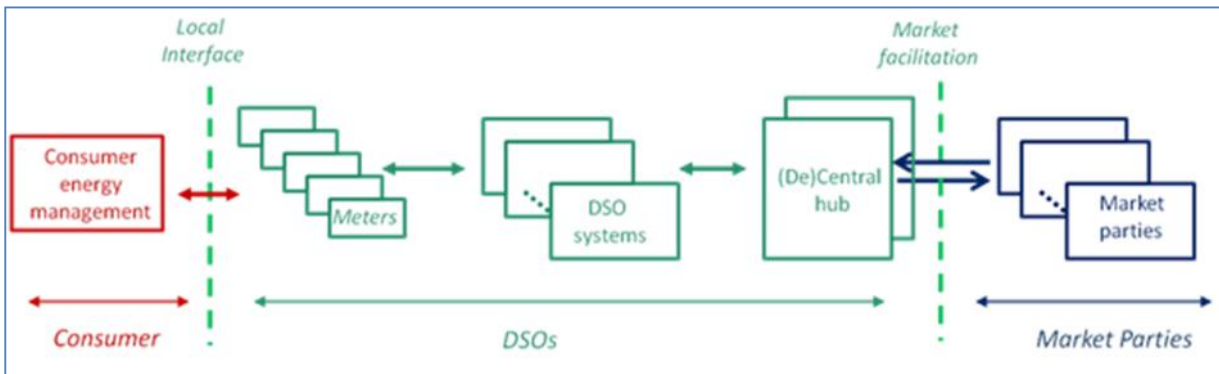 Local
Interface
Market
facilitation
Consumer
energy
management
Meters
DSO
systems
(De)Central
hub
Market
parties
Consumer
DSOs
Market Parties